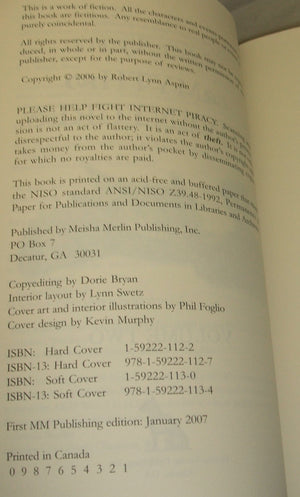 This is a work of fiction. All the characters and events
this book are fictitious. Any resemblance to real people
purely coincidental.
All rights reserved by the publisher. This book may not be
duced, in whole or in part, without the written permission
publisher, except for the purpose of reviews.
Copyright © 2006 by Robert Lynn Asprin
PLEASE HELP FIGHT INTERNET PIRACY.
uploading this novel to the internet without the author's
sion is not an act of flattery. It is an act of theft. It is
disrespectful to the author; it violates the author's copyright
takes money from the author's pocket by disseminating
for which no royalties are paid.
This book is printed on an acid-free and buffered paper that
the NISO standard ANSI/NISO Z39.48-1992, Permanence
Paper for Publications and Documents in Libraries and
Published by Meisha Merlin Publishing, Inc.
PO Box 7
Decatur, GA 30031
Copyediting by Dorie Bryan
Interior layout by Lynn Swetz
Cover art and interior illustrations by Phil Foglio
Cover design by Kevin Murphy
ISBN: Hard Cover 1-59222-112-2
ISBN-13: Hard Cover 978-1-59222-112-7
ISBN: Soft Cover 1-59222-113-0
ISBN-13: Soft Cover 978-1-59222-113-4
First MM Publishing edition: January 2007
Printed in Canada
0 9 8 7 6 5 4 3 2 1